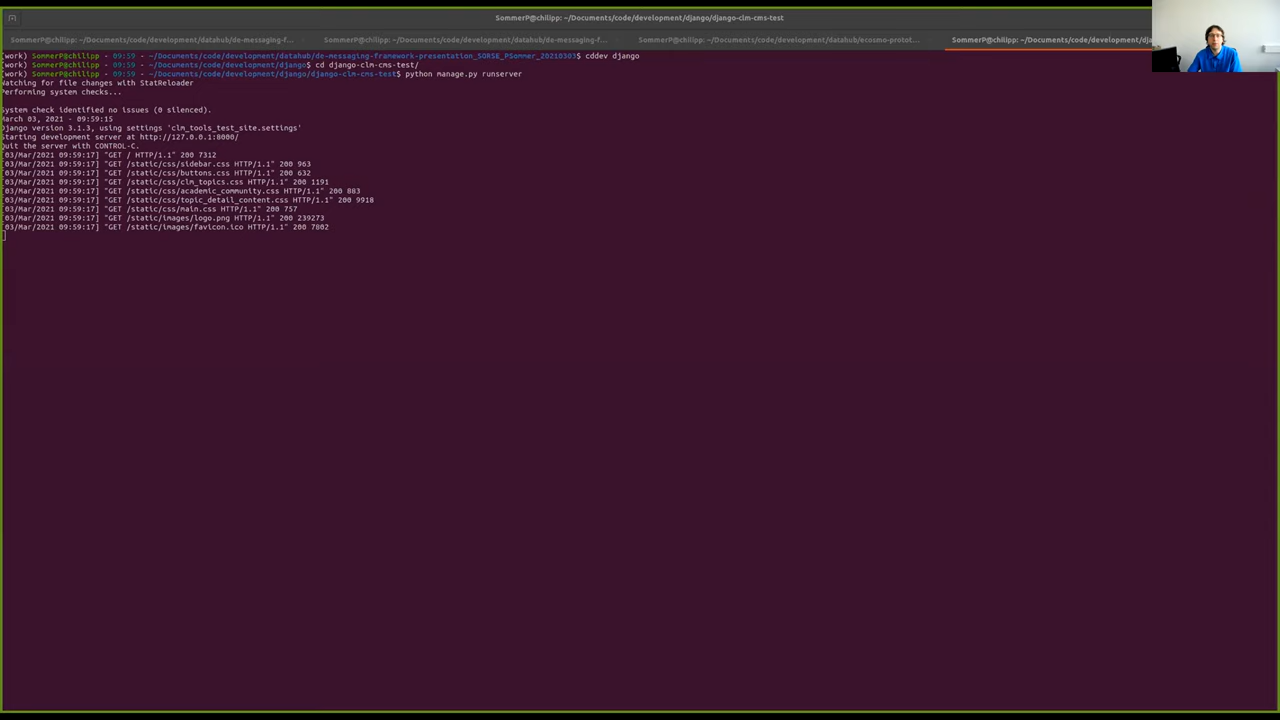 SommerP@chilipp: ~/Documents/code/development/django/django-clm-cms-test
SommerP@chilipp: ~/Documents/code/development/datahub/de-messaging-f... SommerP@chilipp: ~/Documents/code/development/datahub/de-messaging-f... SommerP@chilipp: ~/Documents/code/development/datahub/ecosmo-protot... SommerP@chilipp: ~/Documents/code/development/django/dj
(work) SommerP@chilipp - 09:59 - ~/Documents/code/development/datahub/de-messaging-framework-presentation_SORSE_PSommer_20210303$ cddev django
(work) SommerP@chilipp - 09:59 - ~/Documents/code/development/django$ cd django-clm-cms-test/
(work) SommerP@chilipp - 09:59 - ~/Documents/code/development/django/django-clm-cms-test$ python manage.py runserver
Watching for file changes with StatReloader
Performing system checks...
System check identified no issues (0 silenced).
March 03, 2021 - 09:59:15
Django version 3.1.3, using settings 'clm_tools_test_site.settings'
Starting development server at http://127.0.0.1:8000/
Quit the server with CONTROL-C.
[03/Mar/2021 09:59:17] "GET / HTTP/1.1" 200 7312
[03/Mar/2021 09:59:17] "GET /static/css/sidebar.css HTTP/1.1" 200 963
[03/Mar/2021 09:59:17] "GET /static/css/buttons.css HTTP/1.1" 200 632
[03/Mar/2021 09:59:17] "GET /static/css/clm_topics.css HTTP/1.1" 200 1191
[03/Mar/2021 09:59:17] "GET /static/css/academic_community.css HTTP/1.1" 200 883
[03/Mar/2021 09:59:17] "GET /static/css/topic_detail_content.css HTTP/1.1" 200 9918
[03/Mar/2021 09:59:17] "GET /static/css/main.css HTTP/1.1" 200 757
[03/Mar/2021 09:59:17] "GET /static/images/logo.png HTTP/1.1" 200 239273
[03/Mar/2021 09:59:17] "GET /static/images/favicon.ico HTTP/1.1" 200 7802